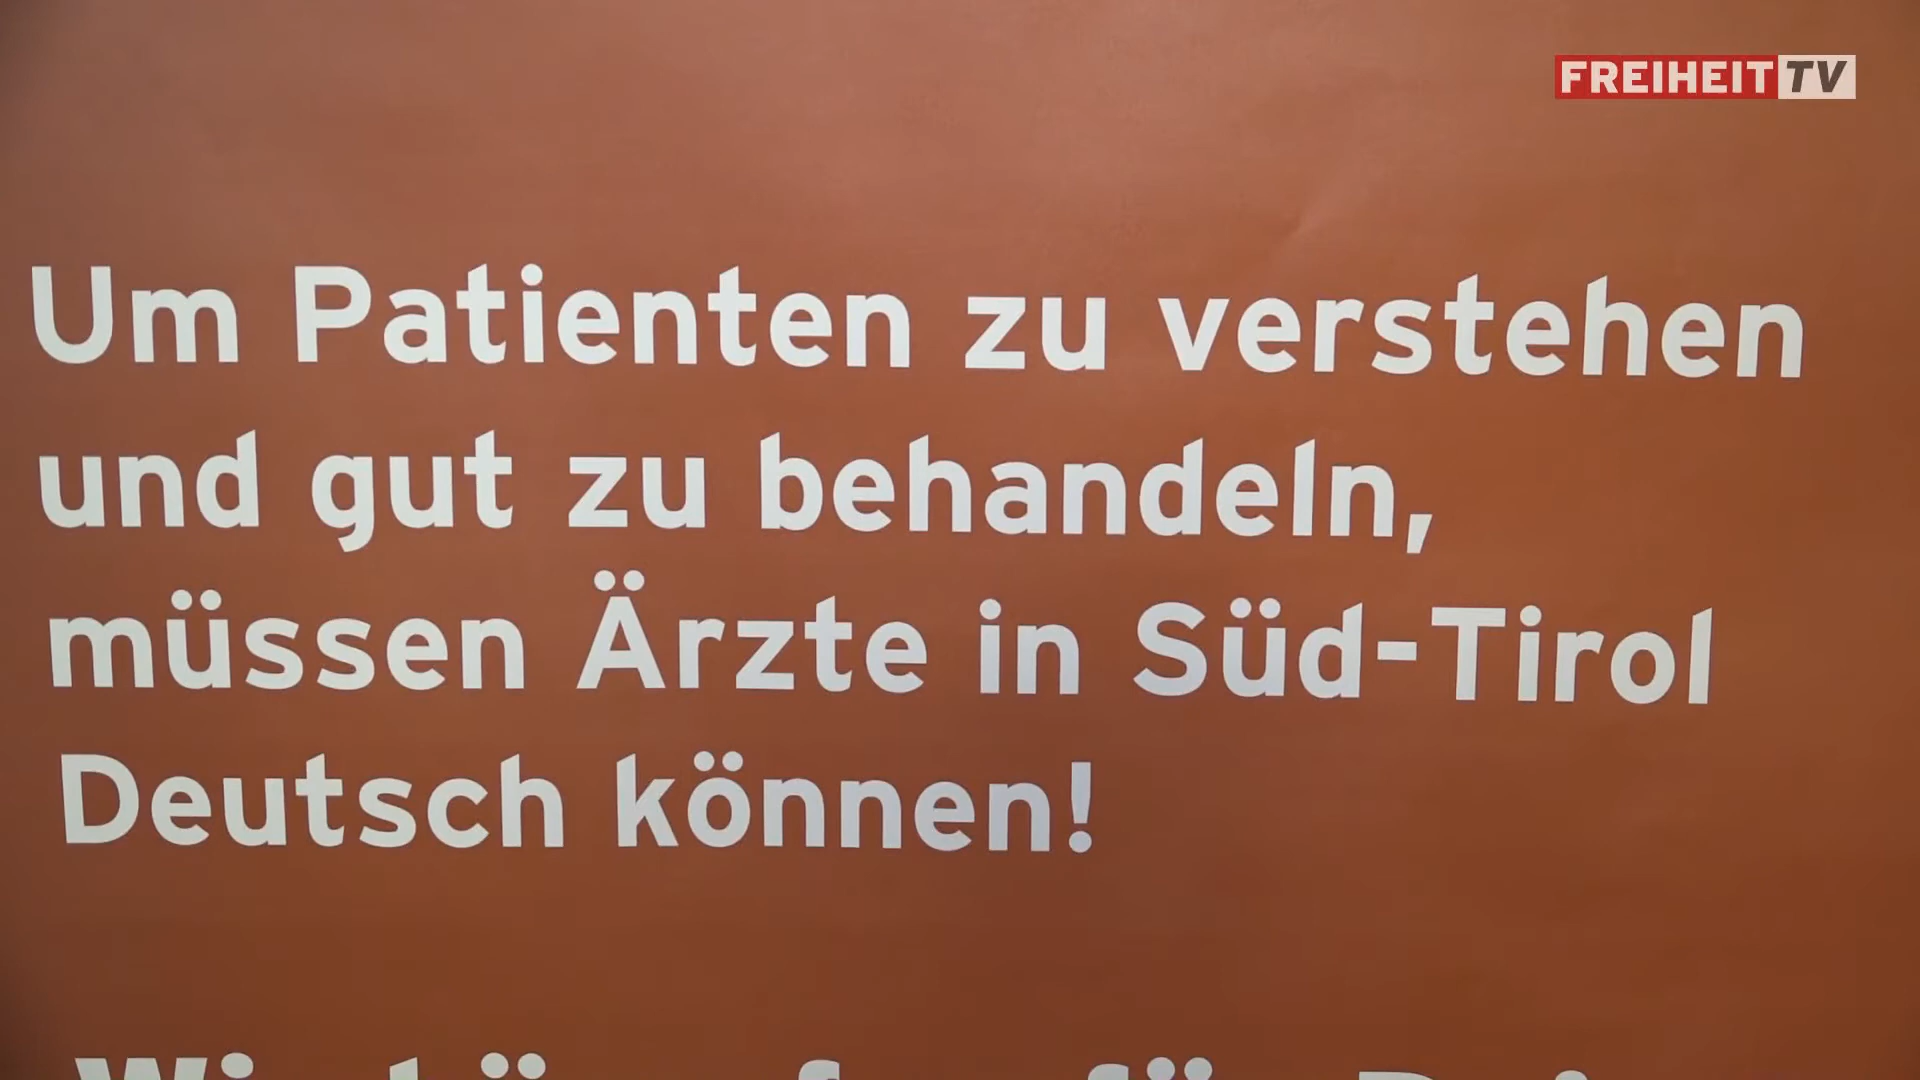 FREIHEIT TV
Um Patienten zu verstehen
und gut zu behandeln,
müssen Ärzte in Süd-Tirol
Deutsch können!